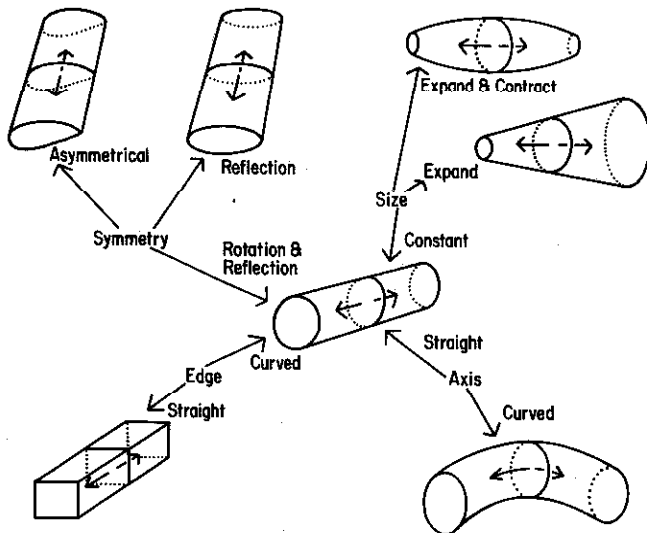 Expand & Contract
Asymmetrical
Reflection
Expand
Size
Symmetry
Rotation &
Reflection
Constant
Straight
Curved
Edge
Axis
Straight
Curved